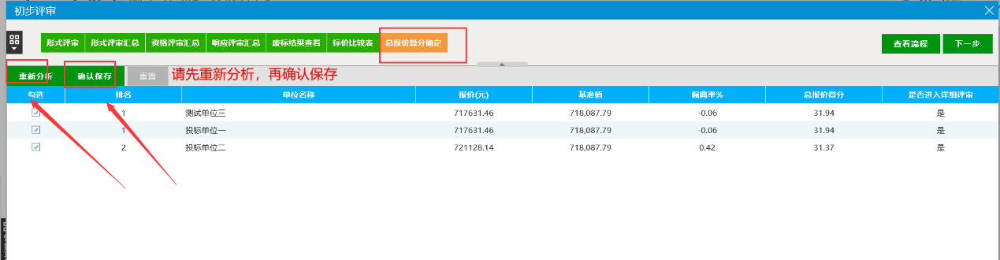 初步评审
形式评审 形式评审汇总 资格评审汇总 响应评审汇总 废标结果查看 标价比较表 总报价算分确定 查看流程 下一步
重新分析 确认保存 重置 请先重新分析，再确认保存
勾选 排名 单位名称 报价(元) 基准值 偏离率% 总报价得分 是否进入详细评审
1 测试单位三 717631.46 718,087.79 -0.06 31.94 是
1 投标单位一 717631.46 718,087.79 -0.06 31.94 是
2 投标单位二 721128.14 718,087.79 0.42 31.37 是